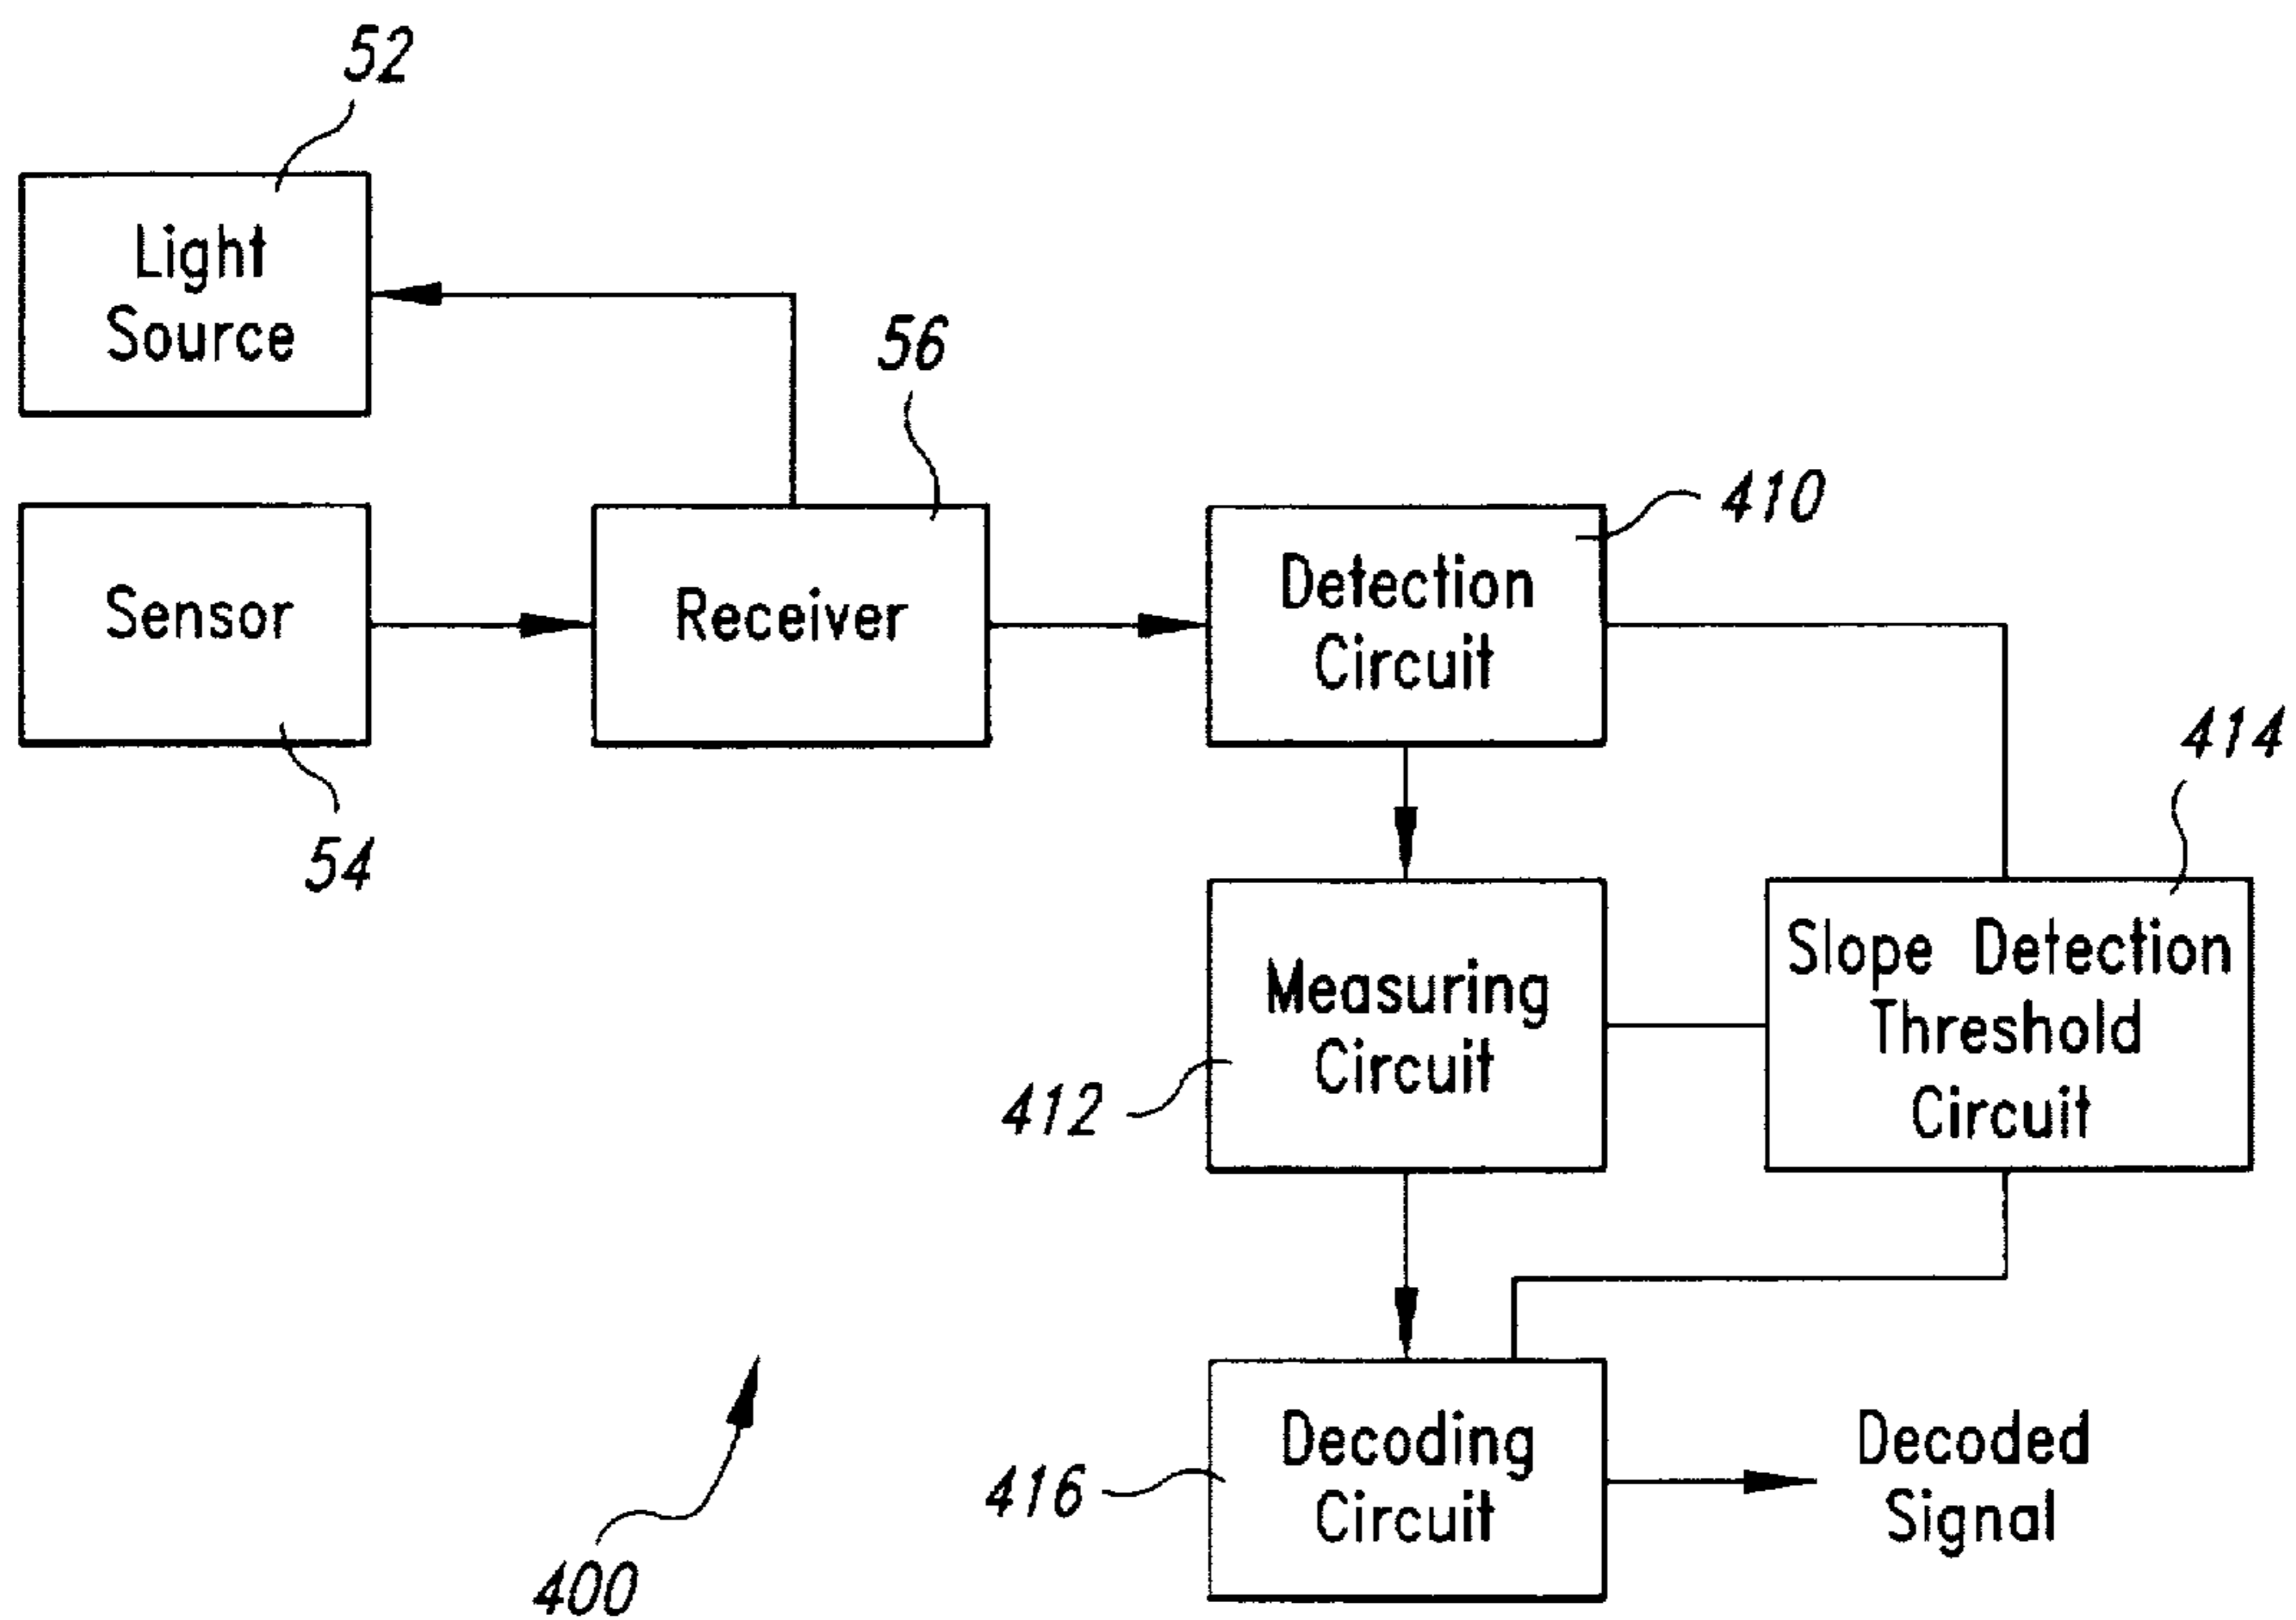 52
Light
Source
56
Sensor
Receiver
Detection
Circuit
410
54
414
Measuring
Circuit
412
Slope Detection
Threshold
Circuit
Decoding
Circuit
416
Decoded
Signal
400